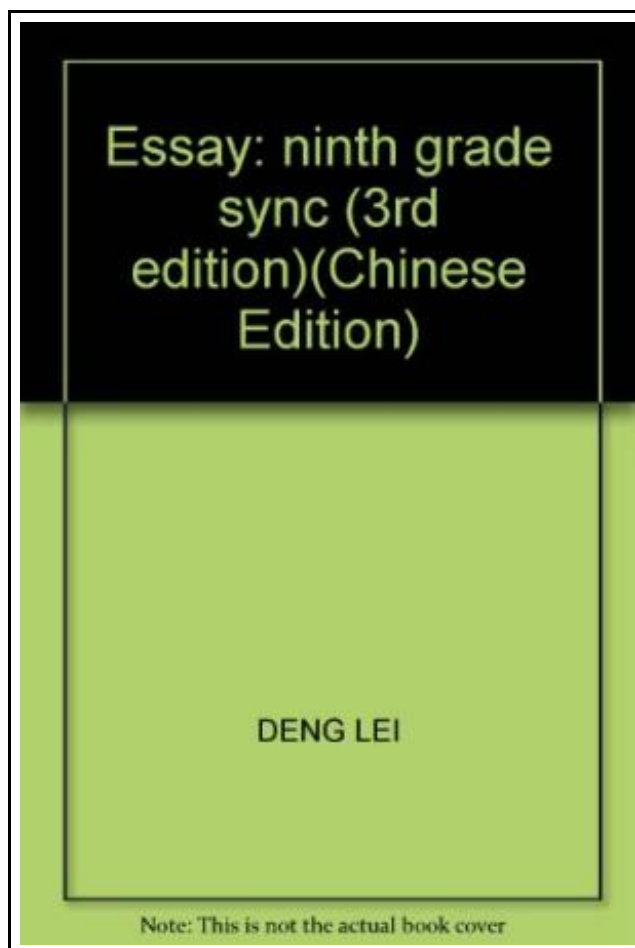 Essay: ninth grade
sync (3rd
edition)(Chinese
Edition)
DENG LEI
Note: This is not the actual book cover